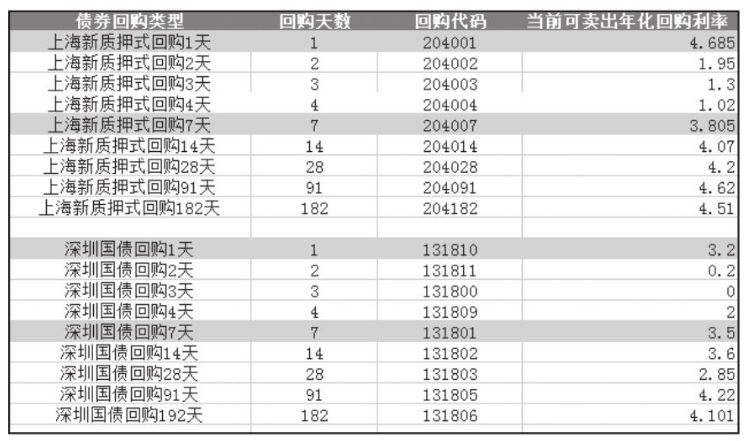 债券回购类型 回购天数 回购代码 当前可卖出年化回购利率
上海新质押式回购1天 1 204001 4.685
上海新质押式回购2天 2 204002 1.95
上海新质押式回购3天 3 204003 1.3
上海新质押式回购4天 4 204004 1.02
上海新质押式回购7天 7 204007 3.805
上海新质押式回购14天 14 204014 4.07
上海新质押式回购28天 28 204028 4.2
上海新质押式回购91天 91 204091 4.62
上海新质押式回购182天 182 204182 4.51
深圳国债回购1天 1 131810 3.2
深圳国债回购2天 2 131811 0.2
深圳国债回购3天 3 131800 0
深圳国债回购4天 4 131809 2
深圳国债回购7天 7 131801 3.5
深圳国债回购14天 14 131802 3.6
深圳国债回购28天 28 131803 2.85
深圳国债回购91天 91 131805 4.22
深圳国债回购192天 182 131806 4.101